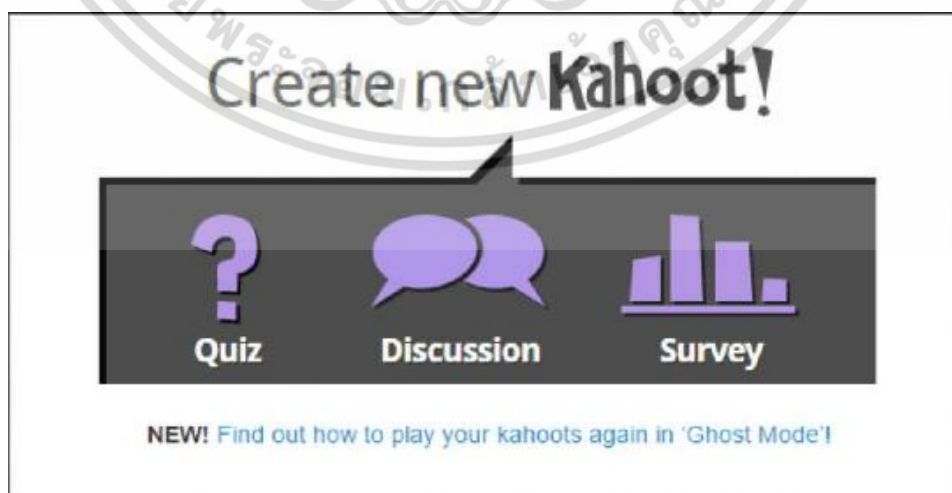 Create new Kahoot!
Quiz Discussion Survey
NEW! Find out how to play your kahoots again in 'Ghost Mode'!